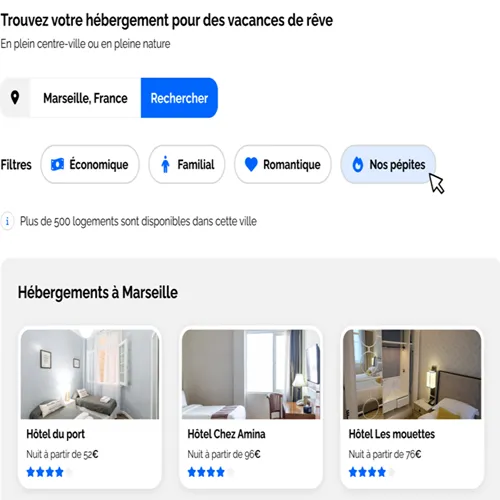 Trouvez votre hébergement pour des vacances de rêve
En plein centre-ville ou en pleine nature
Marseille, France Rechercher
Filtres Économique Familial Romantique Nos pépites
i Plus de 500 logements sont disponibles dans cette ville
Hébergements à Marseille
Hôtel du port Hôtel Chez Amina Hôtel Les mouettes
Nuit à partir de 52€ Nuit à partir de 96€ Nuit à partir de 76€